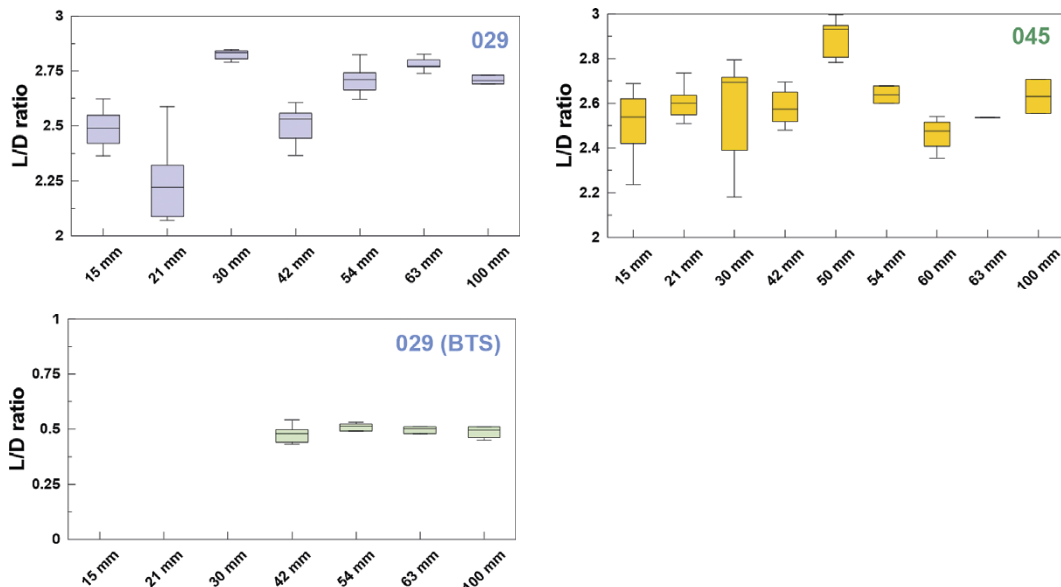 029
3
2.75
2.5
2.25
2
L/D ratio
15 mm
21 mm
30 mm
42 mm
54 mm
63 mm
100 mm
045
3
2.8
2.6
2.4
2.2
2
L/D ratio
15 mm
21 mm
30 mm
42 mm
50 mm
54 mm
60 mm
63 mm
100 mm
029 (BTS)
1
0.75
0.5
0.25
0
L/D ratio
15 mm
21 mm
30 mm
42 mm
54 mm
63 mm
100 mm